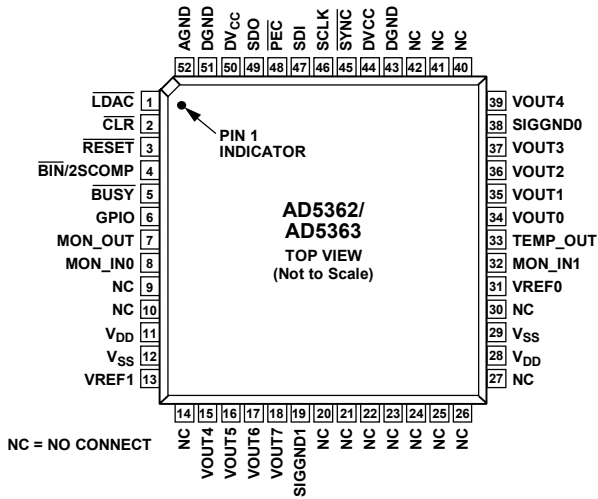 AGND
DGND
DVCC
SDO
PEC
SDI
SCLK
SYNC
DVCC
DGND
NC
NC
NC
52 51 50 49 48 47 46 45 44 43 42 41 40
LDAC 1
CLR 2
RESET 3
BIN/2SCOMP 4
BUSY 5
GPIO 6
MON_OUT 7
MON_IN0 8
NC 9
NC 10
VDD 11
VSS 12
VREF1 13
PIN 1
INDICATOR
AD5362/
AD5363
TOP VIEW
(Not to Scale)
39 VOUT4
38 SIGGND0
37 VOUT3
36 VOUT2
35 VOUT1
34 VOUT0
33 TEMP_OUT
32 MON_IN1
31 VREF0
30 NC
29 VSS
28 VDD
27 NC
14 15 16 17 18 19 20 21 22 23 24 25 26
NC
VOUT4
VOUT5
VOUT6
VOUT7
SIGGND1
NC
NC
NC
NC
NC
NC
NC
NC = NO CONNECT